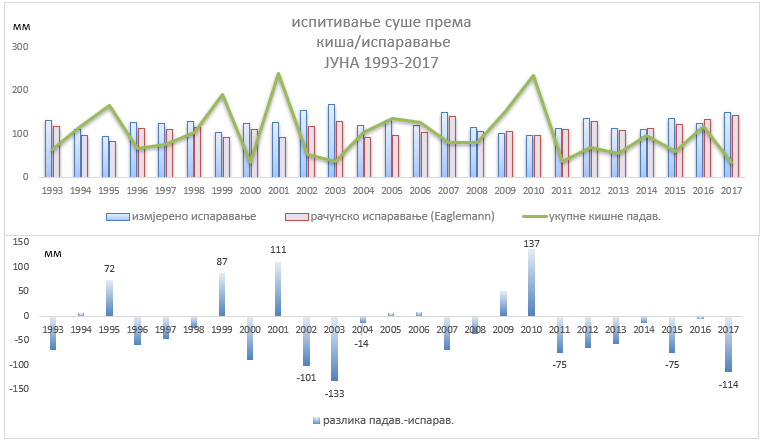 испитивање суше према
киша/испаравање
ЈУНА 1993-2017
мм
300
200
100
0
1993 1994 1995 1996 1997 1998 1999 2000 2001 2002 2003 2004 2005 2006 2007 2008 2009 2010 2011 2012 2013 2014 2015 2016 2017
измјерено испаравање рачунско испаравање (Eaglemann) укупне кишне падав.
150
мм
137
111
100
87
72
50
0
1993 1994 1995 1996 1997 1998 1999 2000 2001 2002 2003 2004 2005 2006 2007 2008 2009 2010 2011 2012 2013 2014 2015 2016 2017
-14
-50
-75 -75
-100
-101
-114
-133
-150
разлика падав.-испарав.